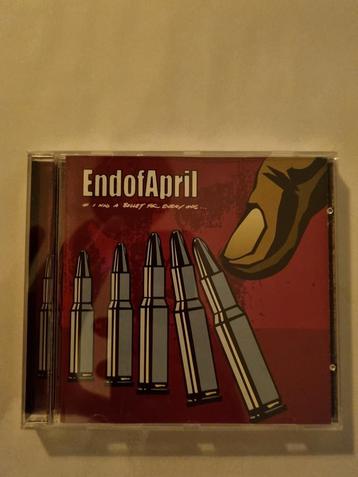 EndofApril
IF I HAD A BULLET FOR EVERY ONE...